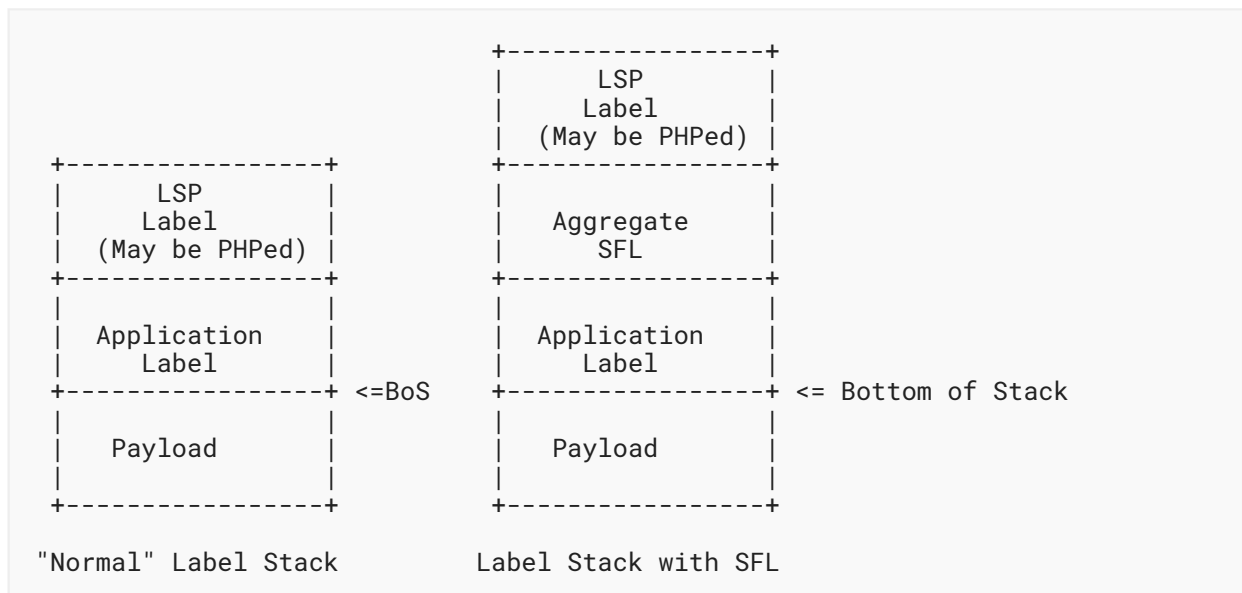 +-----------------+
                               |       LSP       |
                               |      Label      |
                               |  (May be PHPed) |
 +-----------------+           +-----------------+
 |       LSP       |           |                 |
 |      Label      |           |    Aggregate    |
 |  (May be PHPed) |           |       SFL       |
 +-----------------+           +-----------------+
 |                 |           |                 |
 |   Application   |           |   Application   |
 |      Label      |           |      Label      |
 +-----------------+ <=BoS     +-----------------+ <= Bottom of Stack
 |                 |           |                 |
 |    Payload      |           |    Payload      |
 |                 |           |                 |
 +-----------------+           +-----------------+

"Normal" Label Stack          Label Stack with SFL